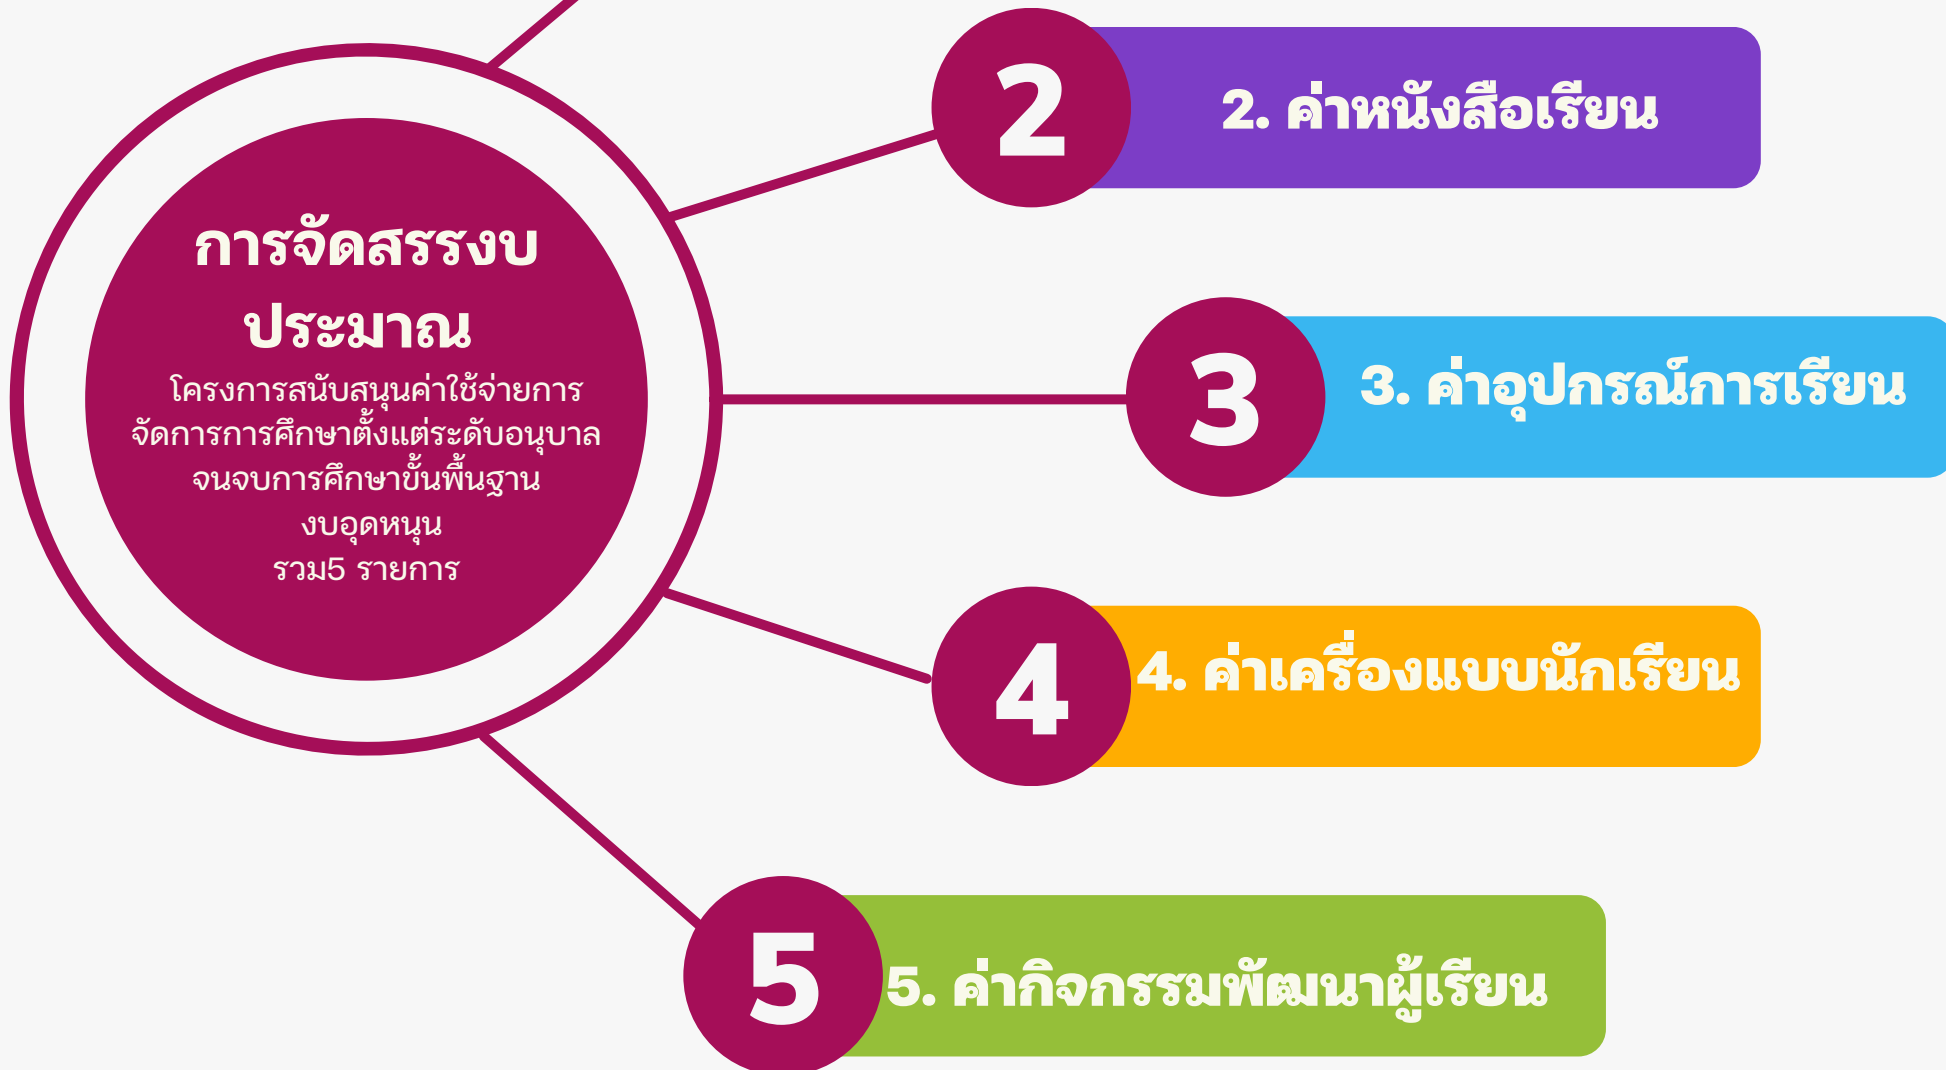 การจัดสรรงบ
ประมาณ
โครงการสนับสนุนค่าใช้จ่ายการ
จัดการการศึกษาตั้งแต่ระดับอนุบาล
จนจบการศึกษาขั้นพื้นฐาน
งบอุดหนุน
รวม5 รายการ
2
2. ค่าหนังสือเรียน
3
3. ค่าอุปกรณ์การเรียน
4
4. ค่าเครื่องแบบนักเรียน
5
5. ค่ากิจกรรมพัฒนาผู้เรียน